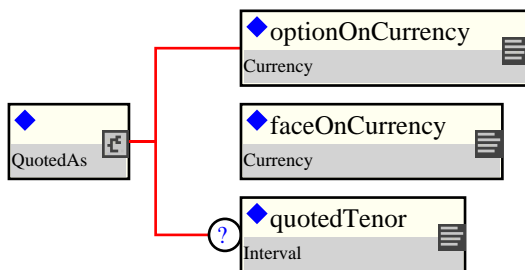 optionOnCurrency
Currency
QuotedAs
faceOnCurrency
Currency
?
quotedTenor
Interval